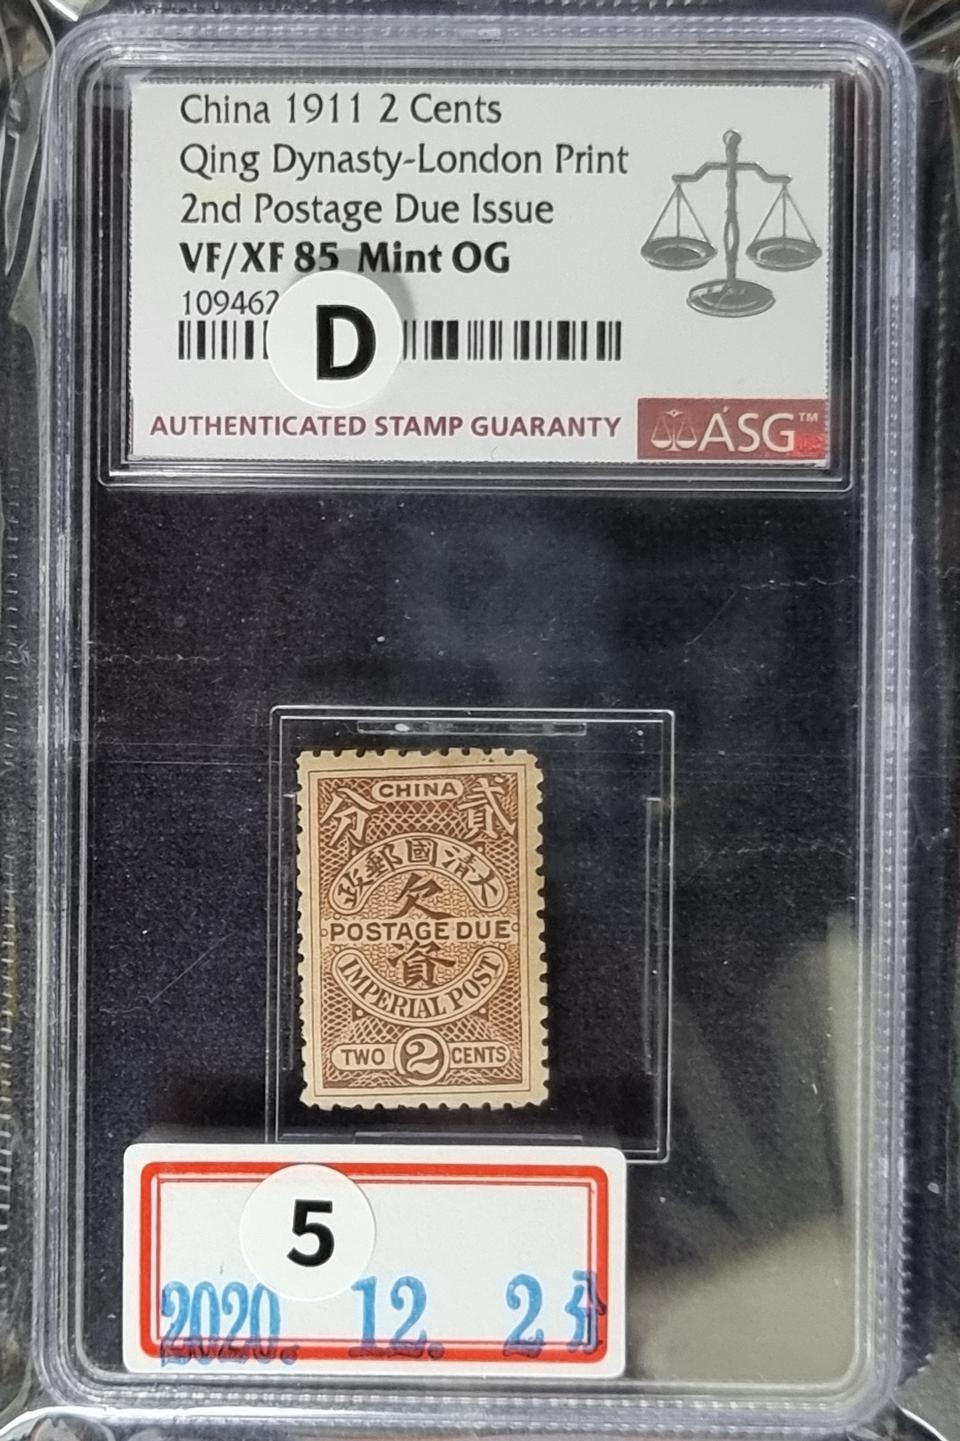 China 1911 2 Cents
Qing Dynasty-London Print
2nd Postage Due Issue
VF/XF 85 Mint OG
109462
D
AUTHENTICATED STAMP GUARANTY
ASG™
CHINA
分 貳
政郵國清大
欠
POSTAGE DUE
資
IMPERIAL POST
TWO 2 CENTS
5
2020. 12. 2分